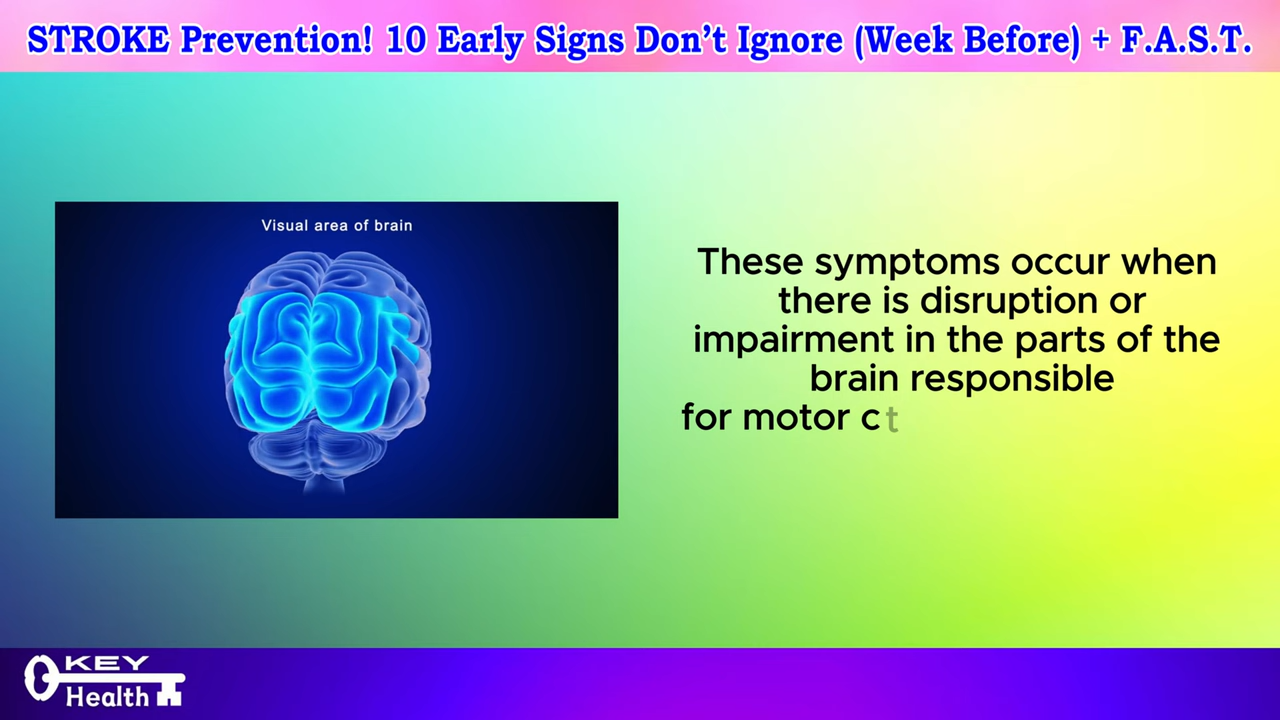 STROKE Prevention! 10 Early Signs Don’t Ignore (Week Before) + F.A.S.T.
Visual area of brain
These symptoms occur when
there is disruption or
impairment in the parts of the
brain responsible
for motor c t
KEY
Health